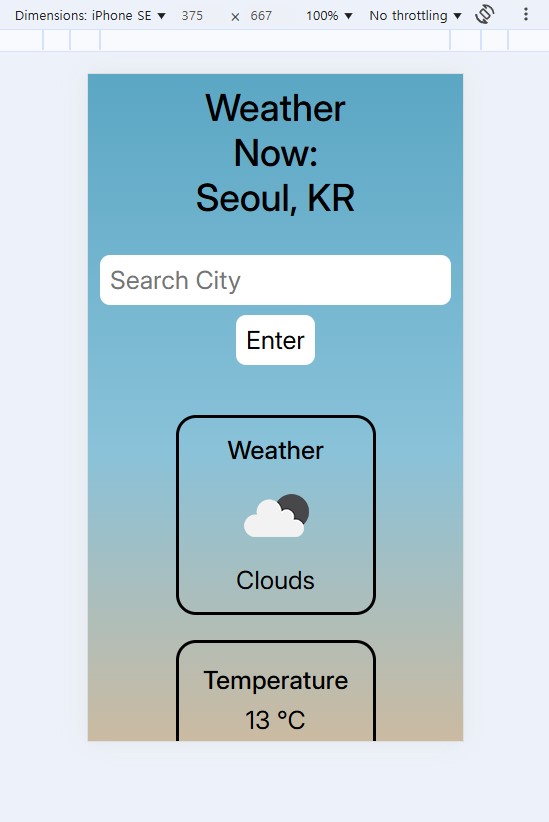 Dimensions: iPhone SE ▼ 375 × 667 100% ▼ No throttling ▼
Weather
Now:
Seoul, KR
Search City
Enter
Weather
Clouds
Temperature
13 °C